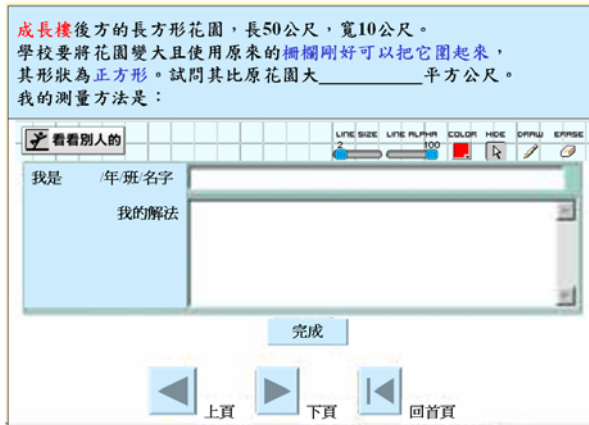 成長樓後方的長方形花園，長50公尺，寬10公尺。
學校要將花園變大且使用原來的柵欄剛好可以把它圍起來，
其形狀為正方形。試問其比原花園大__________平方公尺。
我的測量方法是：
看看別人的
LINE SIZE LINE ALPHA COLOR HIDE DRAW ERASE
2 100
我是 /年/班/名字
我的解法
完成
上頁 下頁 回首頁